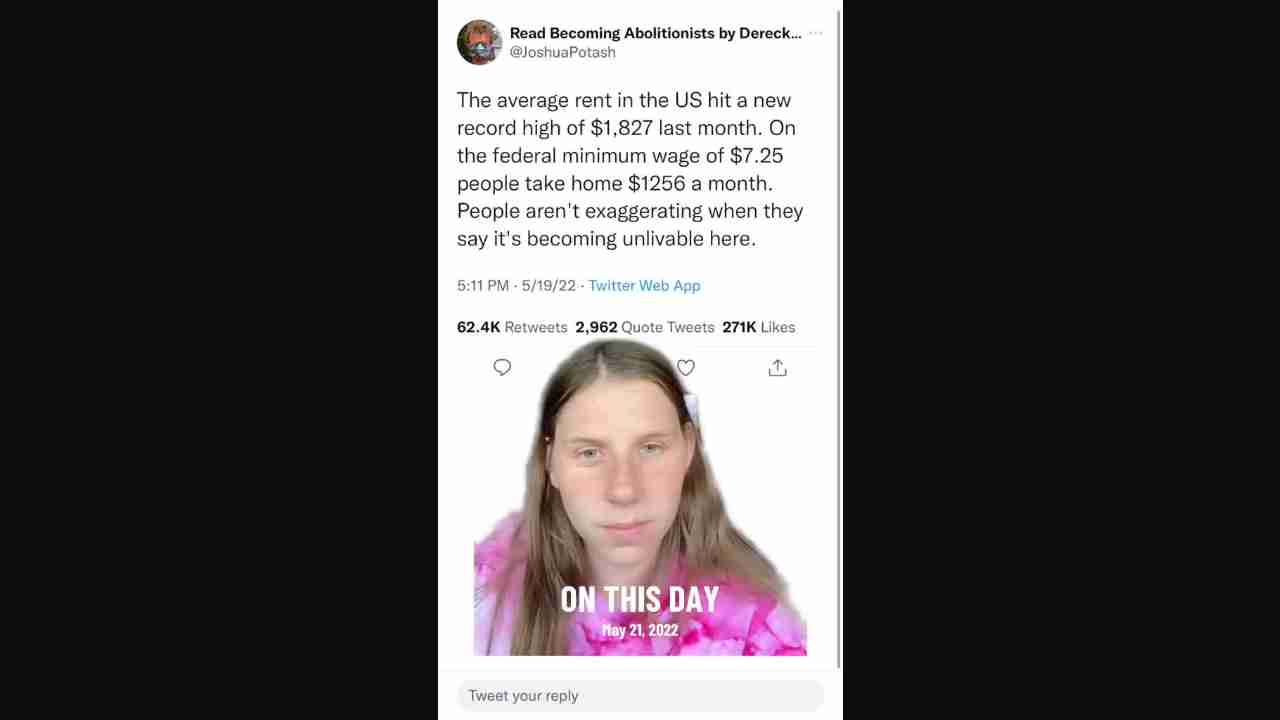 Read Becoming Abolitionists by Dereck...
@JoshuaPotash
The average rent in the US hit a new
record high of $1,827 last month. On
the federal minimum wage of $7.25
people take home $1256 a month.
People aren't exaggerating when they
say it's becoming unlivable here.
5:11 PM · 5/19/22 · Twitter Web App
62.4K Retweets 2,962 Quote Tweets 271K Likes
ON THIS DAY
May 21, 2022
Tweet your reply